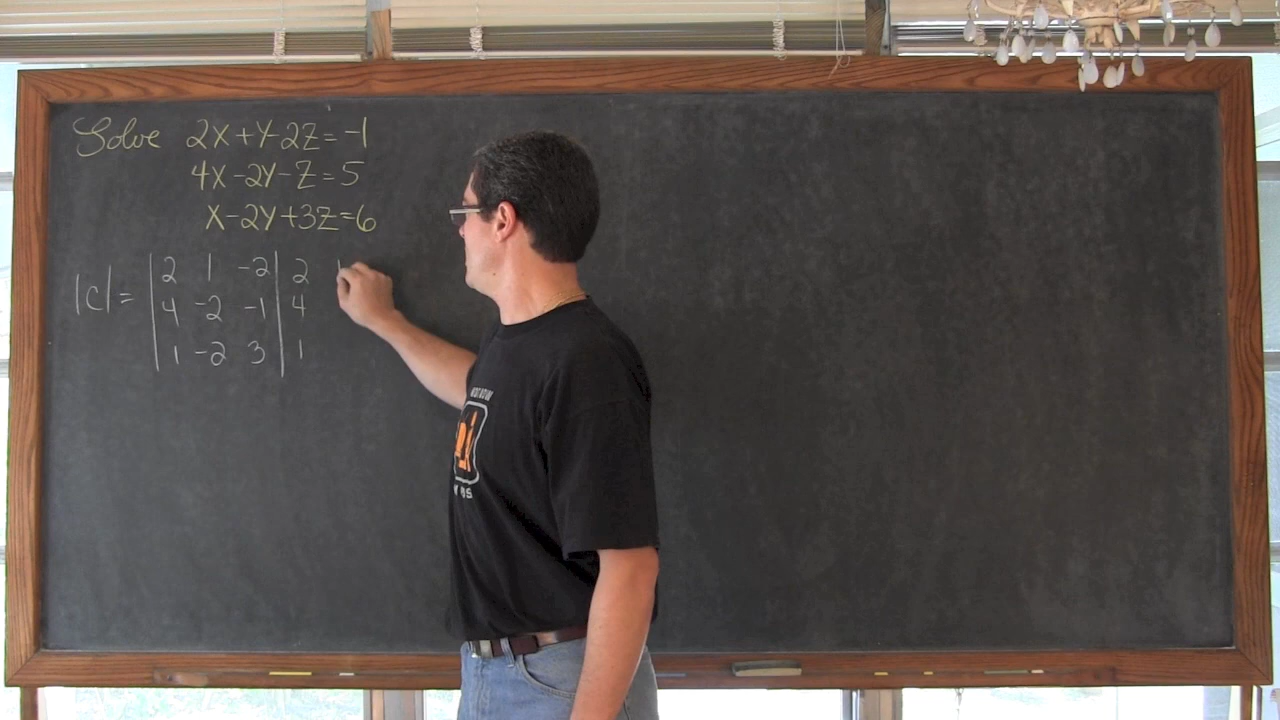 Solve 2X+Y-2Z=-1
4X-2Y-Z=5
X-2Y+3Z=6
|C|= | 2 1 -2 | 2 1
4 -2 -1 | 4
1 -2 3 | 1